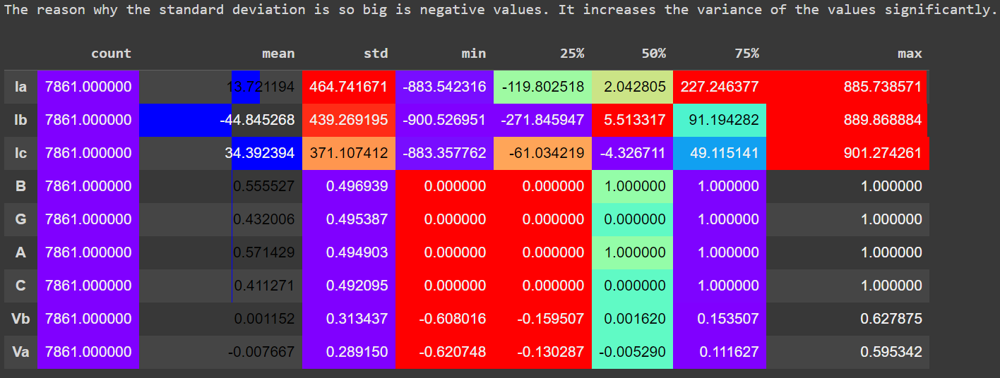 The reason why the standard deviation is so big is negative values. It increases the variance of the values significantly.
count mean std min 25% 50% 75% max
Ia 7861.000000 13.721194 464.741671 -883.542316 -119.802518 2.042805 227.246377 885.738571
Ib 7861.000000 -44.845268 439.269195 -900.526951 -271.845947 5.513317 91.194282 889.868884
Ic 7861.000000 34.392394 371.107412 -883.357762 -61.034219 -4.326711 49.115141 901.274261
B 7861.000000 0.555527 0.496939 0.000000 0.000000 1.000000 1.000000 1.000000
G 7861.000000 0.432006 0.495387 0.000000 0.000000 0.000000 1.000000 1.000000
A 7861.000000 0.571429 0.494903 0.000000 0.000000 1.000000 1.000000 1.000000
C 7861.000000 0.411271 0.492095 0.000000 0.000000 0.000000 1.000000 1.000000
Vb 7861.000000 0.001152 0.313437 -0.608016 -0.159507 0.001620 0.153507 0.627875
Va 7861.000000 -0.007667 0.289150 -0.620748 -0.130287 -0.005290 0.111627 0.595342